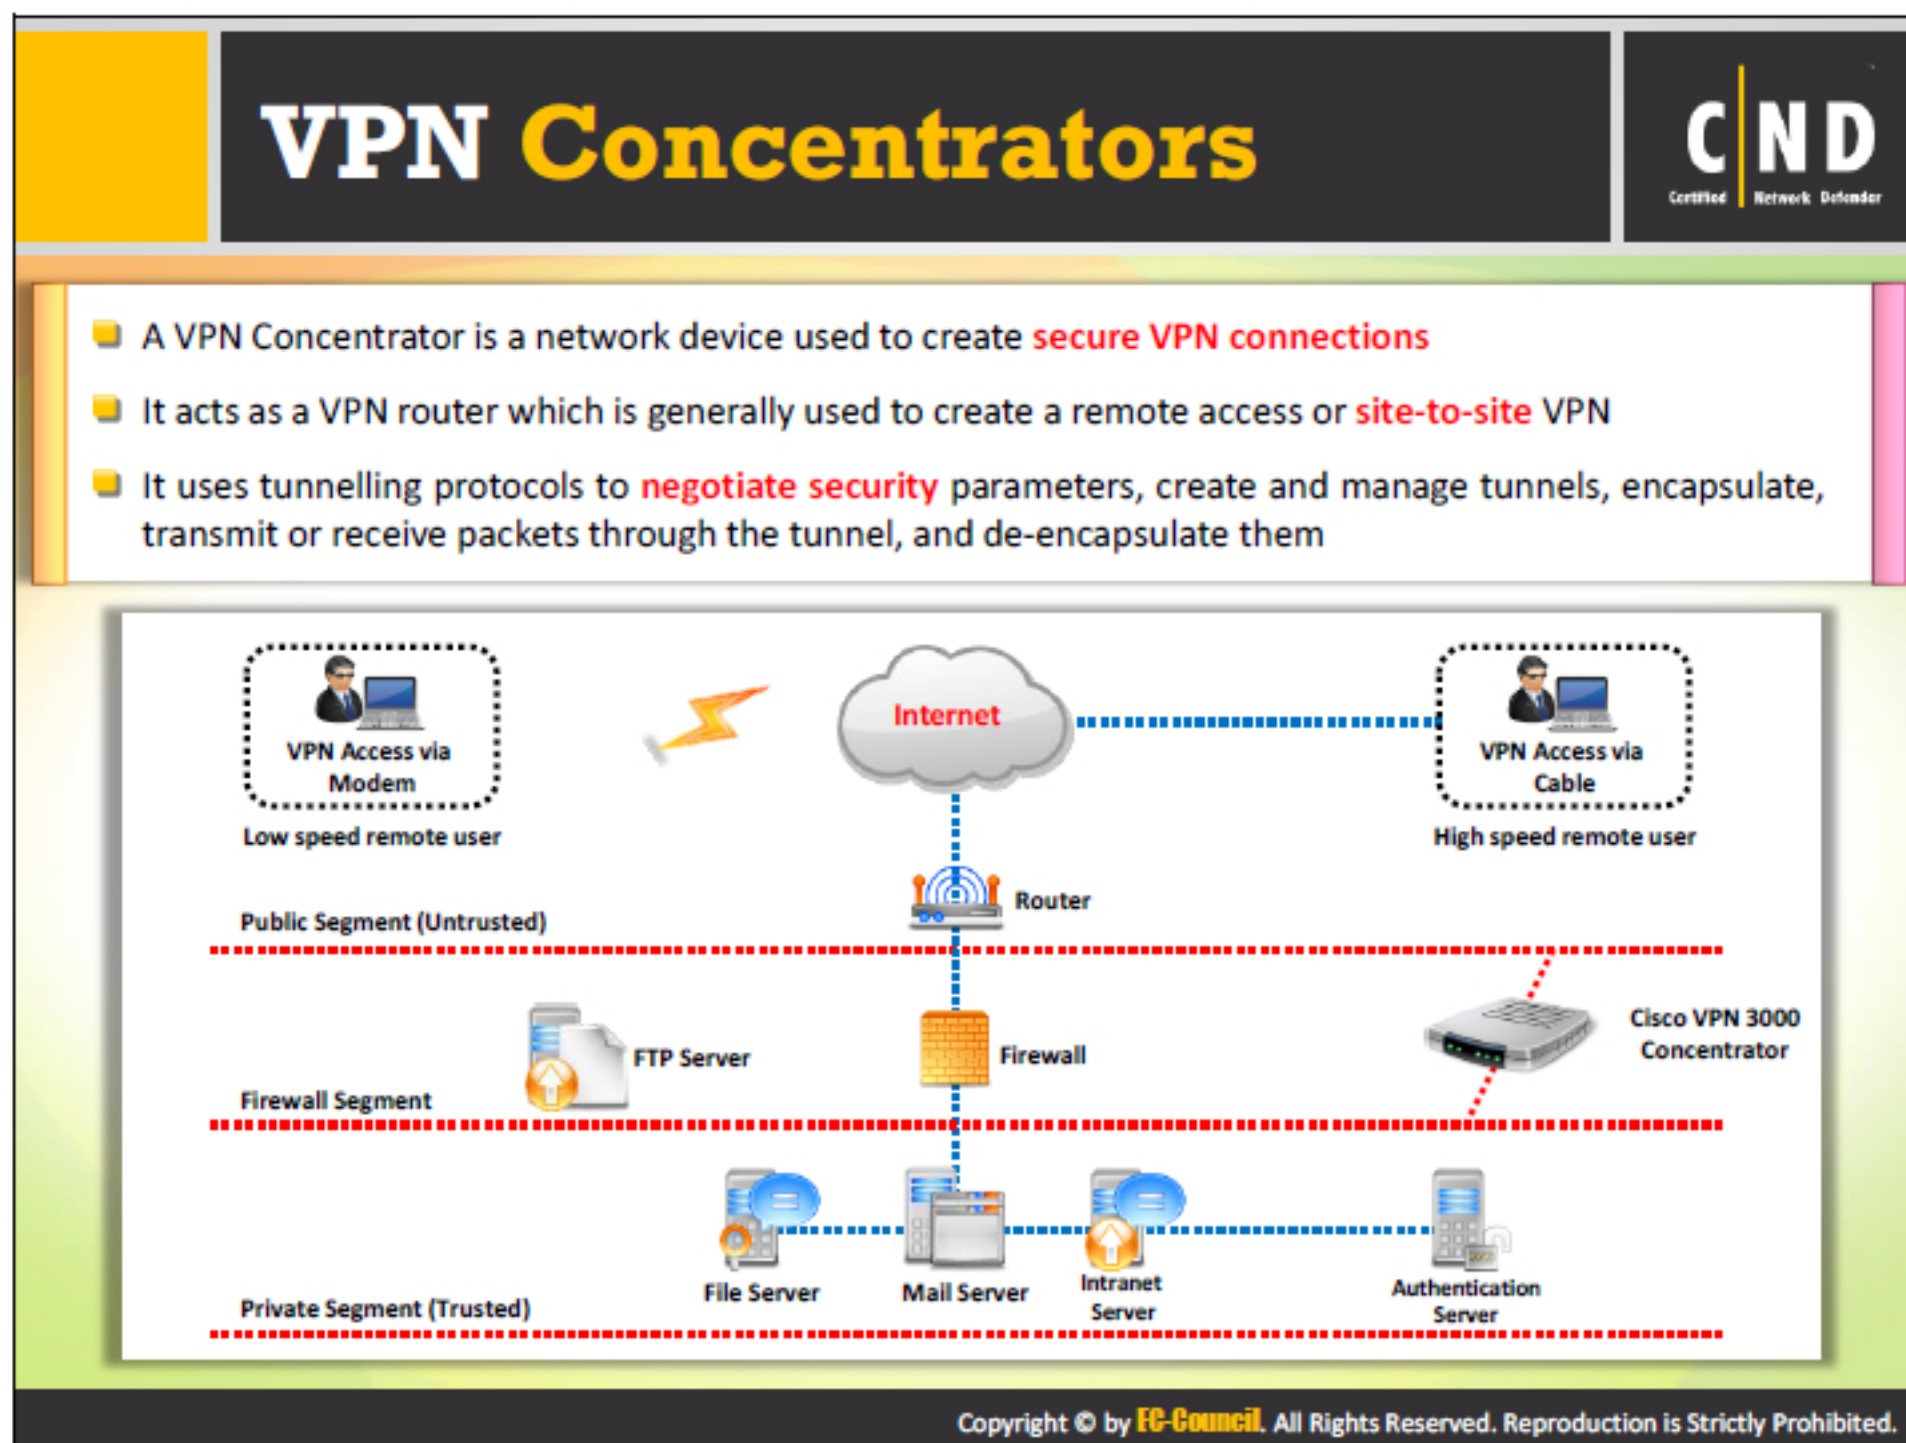 VPN Concentrators
C|ND
Certified Network Defender
A VPN Concentrator is a network device used to create secure VPN connections
It acts as a VPN router which is generally used to create a remote access or site-to-site VPN
It uses tunnelling protocols to negotiate security parameters, create and manage tunnels, encapsulate,
transmit or receive packets through the tunnel, and de-encapsulate them
VPN Access via
Modem
Low speed remote user
Internet
VPN Access via
Cable
High speed remote user
Router
Public Segment (Untrusted)
FTP Server
Firewall
Cisco VPN 3000
Concentrator
Firewall Segment
File Server
Mail Server
Intranet
Server
Authentication
Server
Private Segment (Trusted)
Copyright © by EC-Council. All Rights Reserved. Reproduction is Strictly Prohibited.